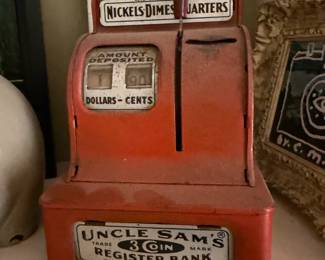 NICKELS-DIMES QUARTERS
AMOUNT
DEPOSITED
DOLLARS-CENTS
UNCLE SAM'S®
TRADE 3 COIN MARK
REGISTER BANK